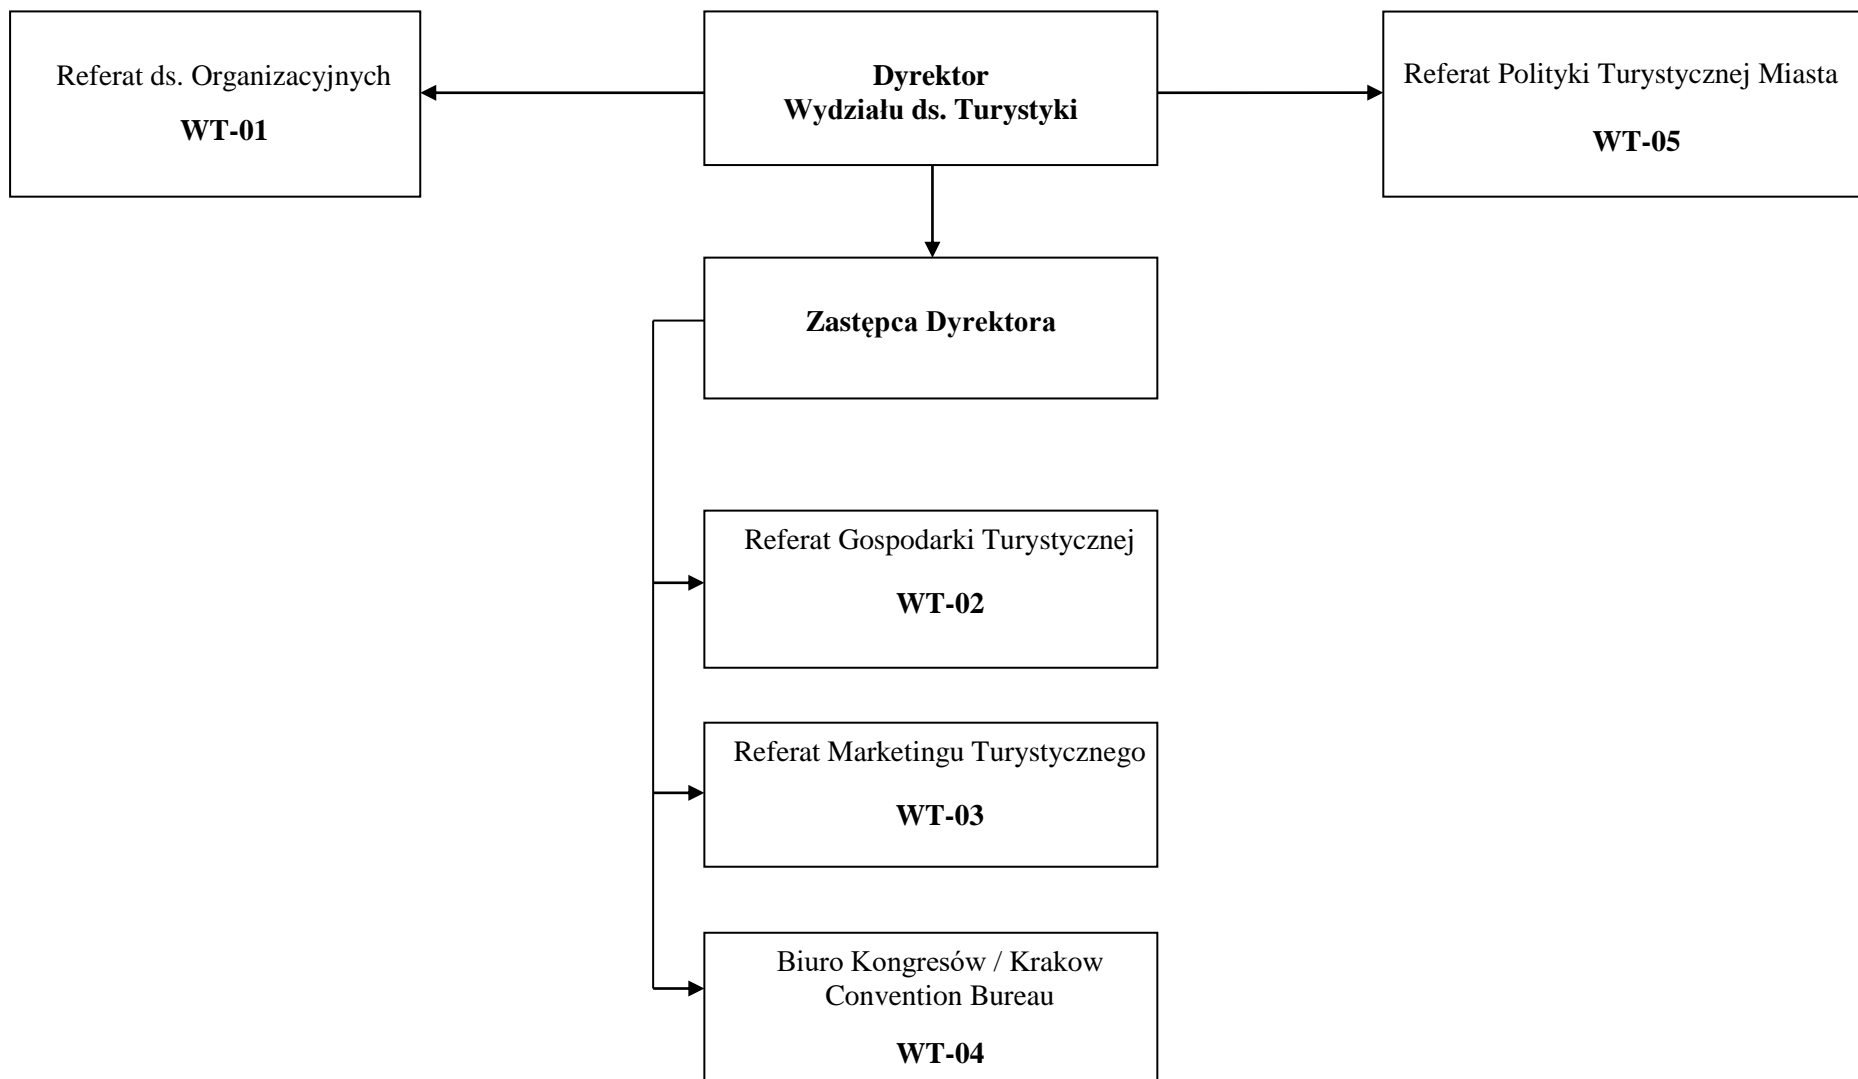 Referat ds. Organizacyjnych
WT-01
Dyrektor
Wydziału ds. Turystyki
Referat Polityki Turystycznej Miasta
WT-05
Zastępca Dyrektora
Referat Gospodarki Turystycznej
WT-02
Referat Marketingu Turystycznego
WT-03
Biuro Kongresów / Krakow
Convention Bureau
WT-04